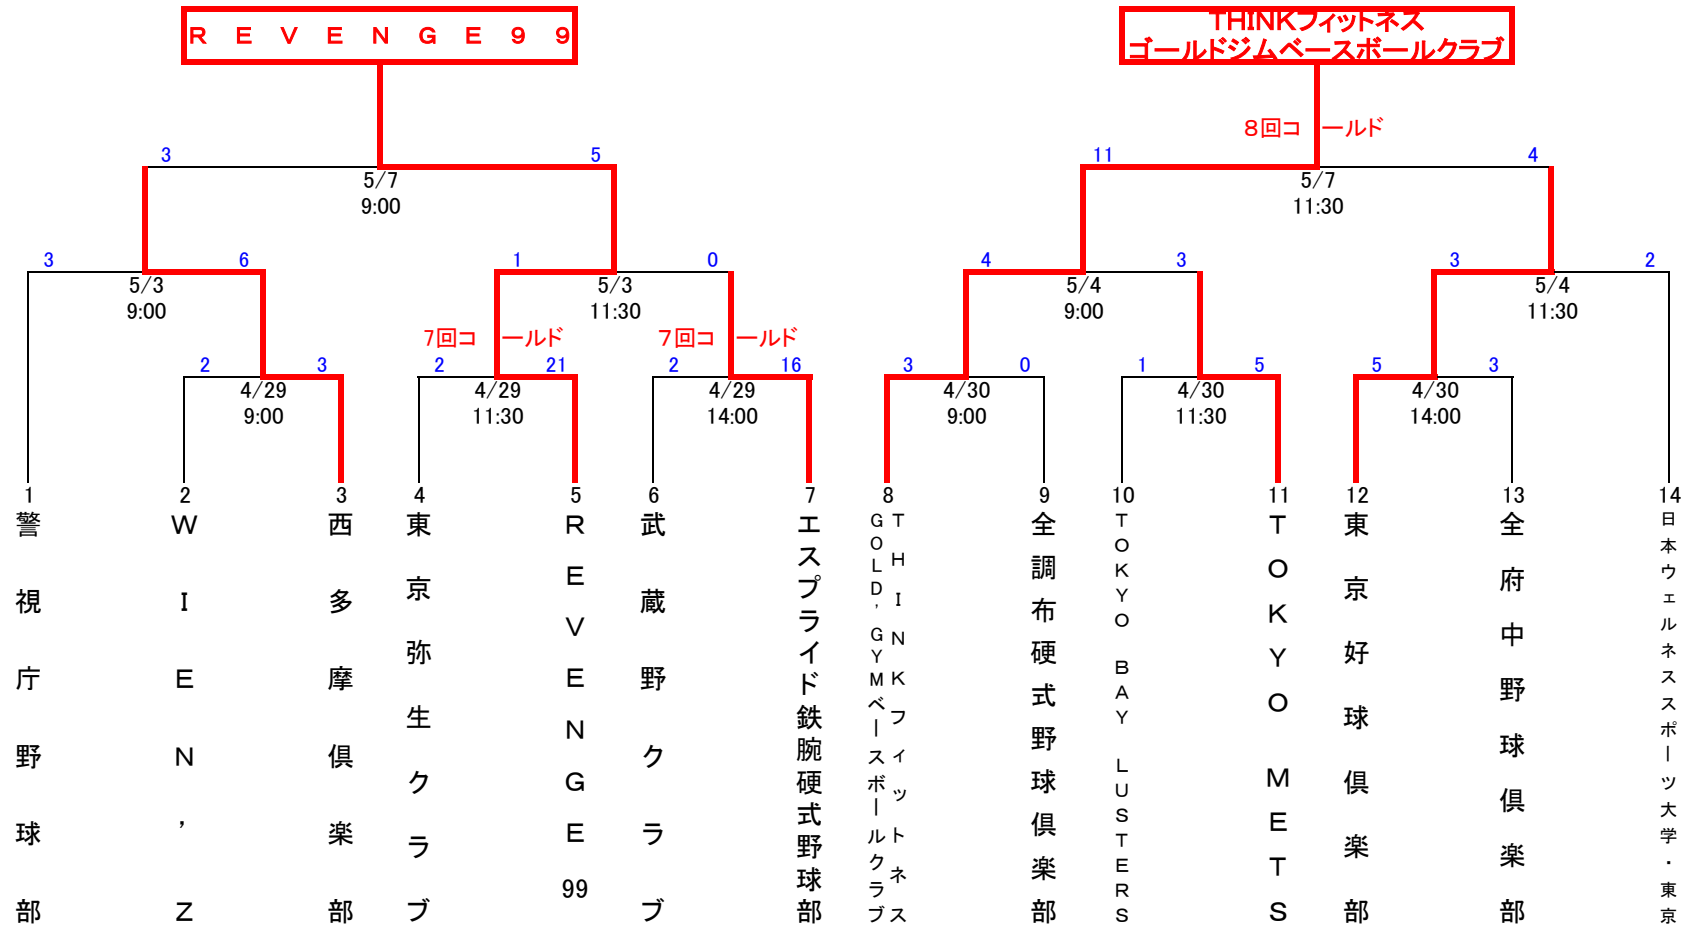 ＲＥＶＥＮＧＥ９９
THINKフィットネス
ゴールドジムベースボールクラブ
８回コールド
3
5
11
4
5/7
9:00
5/7
11:30
3
6
1
0
4
3
3
2
5/3
9:00
5/3
11:30
5/4
9:00
5/4
11:30
7回コールド
７回コールド
2
3
2
21
2
16
3
0
1
5
5
3
4/29
9:00
4/29
11:30
4/29
14:00
4/30
9:00
4/30
11:30
4/30
14:00
1
2
3
4
5
6
7
8
9
10
11
12
13
14
警視庁野球部
ＷＩＥＮ’Ｚ
西多摩倶楽部
東京弥生クラブ
ＲＥＶＥＮＧＥ99
武蔵野クラブ
エスプライド鉄腕硬式野球部
ＴＨＩＮＫフィットネス
ＧＯＬＤ’ＧＹＭベースボールクラブ
全調布硬式野球倶楽部
ＴＯＫＹＯ ＢＡＹ ＬＵＳＴＥＲＳ
ＴＯＫＹＯ ＭＥＴＳ
東京好球倶楽部
全府中野球倶楽部
日本ウェルネススポーツ大学・東京